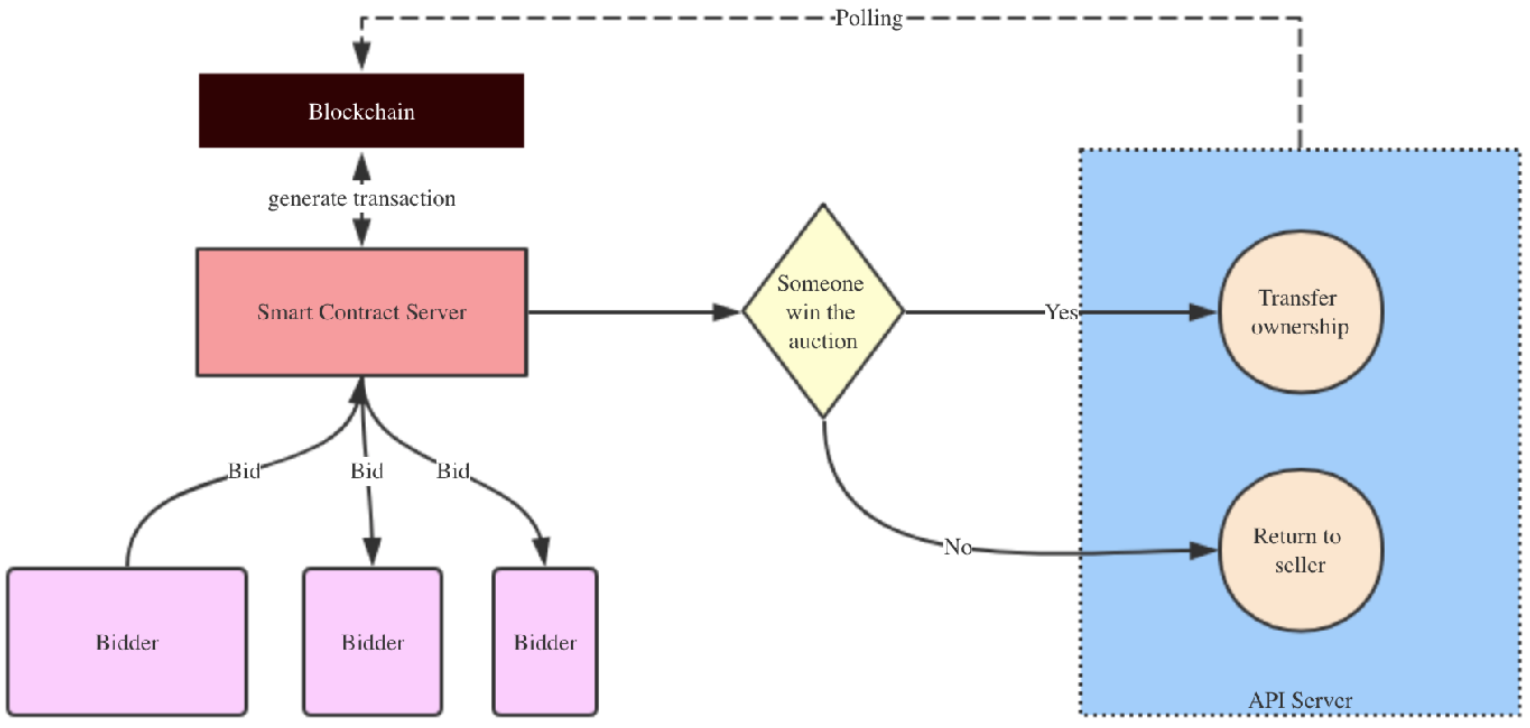 Polling
Blockchain
generate transaction
Smart Contract Server
Someone
win the
auction
Yes
Transfer
ownership
Bid
Bid
Bid
No
Return to
seller
Bidder
Bidder
Bidder
API Server